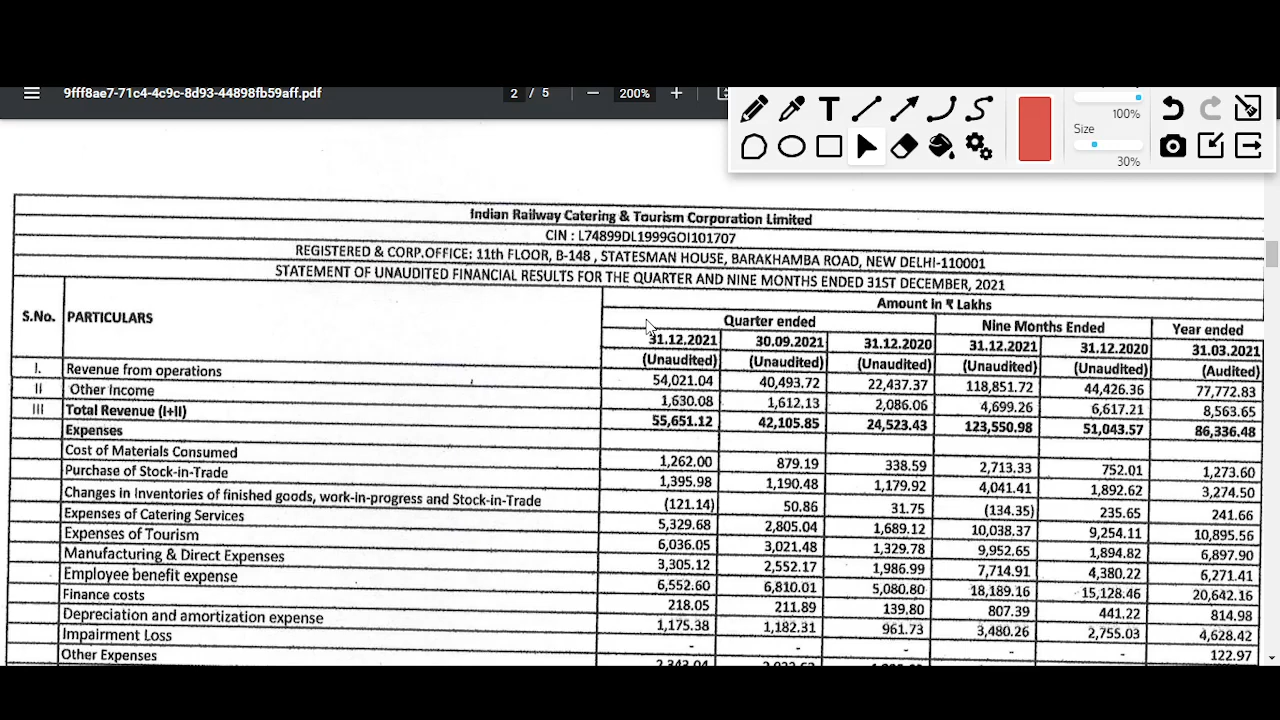 9fff8ae7-71c4-4c9c-8d93-44898fb59aff.pdf 2 / 5 200%
100%
Size
30%
Indian Railway Catering & Tourism Corporation Limited
CIN : L74899DL1999GOI101707
REGISTERED & CORP.OFFICE: 11th FLOOR, B-148 , STATESMAN HOUSE, BARAKHAMBA ROAD, NEW DELHI-110001
STATEMENT OF UNAUDITED FINANCIAL RESULTS FOR THE QUARTER AND NINE MONTHS ENDED 31ST DECEMBER, 2021
Amount in ₹ Lakhs
S.No. PARTICULARS Quarter ended Nine Months Ended Year ended
31.12.2021 30.09.2021 31.12.2020 31.12.2021 31.12.2020 31.03.2021
(Unaudited) (Unaudited) (Unaudited) (Unaudited) (Unaudited) (Audited)
I. Revenue from operations 54,021.04 40,493.72 22,437.37 118,851.72 44,426.36 77,772.83
II Other Income 1,630.08 1,612.13 2,086.06 4,699.26 6,617.21 8,563.65
III Total Revenue (I+II) 55,651.12 42,105.85 24,523.43 123,550.98 51,043.57 86,336.48
Expenses
Cost of Materials Consumed 1,262.00 879.19 338.59 2,713.33 752.01 1,273.60
Purchase of Stock-in-Trade 1,395.98 1,190.48 1,179.92 4,041.41 1,892.62 3,274.50
Changes in Inventories of finished goods, work-in-progress and Stock-in-Trade (121.14) 50.86 31.75 (134.35) 235.65 241.66
Expenses of Catering Services 5,329.68 2,805.04 1,689.12 10,038.37 9,254.11 10,895.56
Expenses of Tourism 6,036.05 3,021.48 1,329.78 9,952.65 1,894.82 6,897.90
Manufacturing & Direct Expenses 3,305.12 2,552.17 1,986.99 7,714.91 4,380.22 6,271.41
Employee benefit expense 6,552.60 6,810.01 5,080.80 18,189.16 15,128.46 20,642.16
Finance costs 218.05 211.89 139.80 807.39 441.22 814.98
Depreciation and amortization expense 1,175.38 1,182.31 961.73 3,480.26 2,755.03 4,628.42
Impairment Loss - - - - - 122.97
Other Expenses